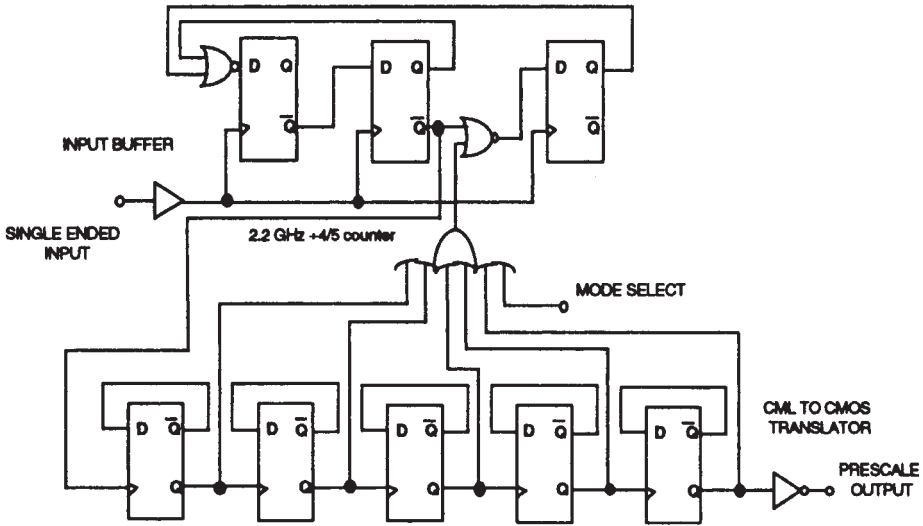 D Q
Q
D Q
Q
D Q
Q
INPUT BUFFER
SINGLE ENDED
INPUT
2.2 GHz ÷4/5 counter
MODE SELECT
D Q
Q
D Q
Q
D Q
Q
D Q
Q
D Q
Q
CML TO CMOS
TRANSLATOR
PRESCALE
OUTPUT